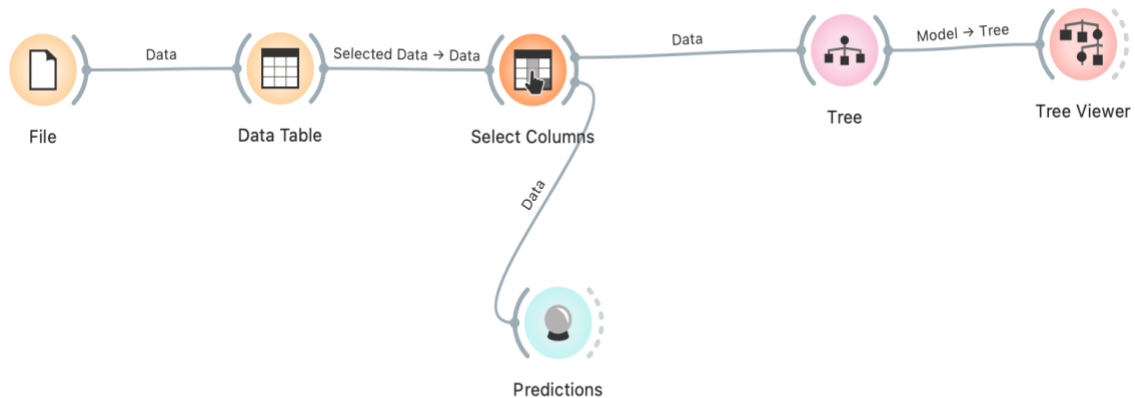 Data
Selected Data → Data
Data
Model → Tree
File
Data Table
Select Columns
Tree
Tree Viewer
Data
Predictions